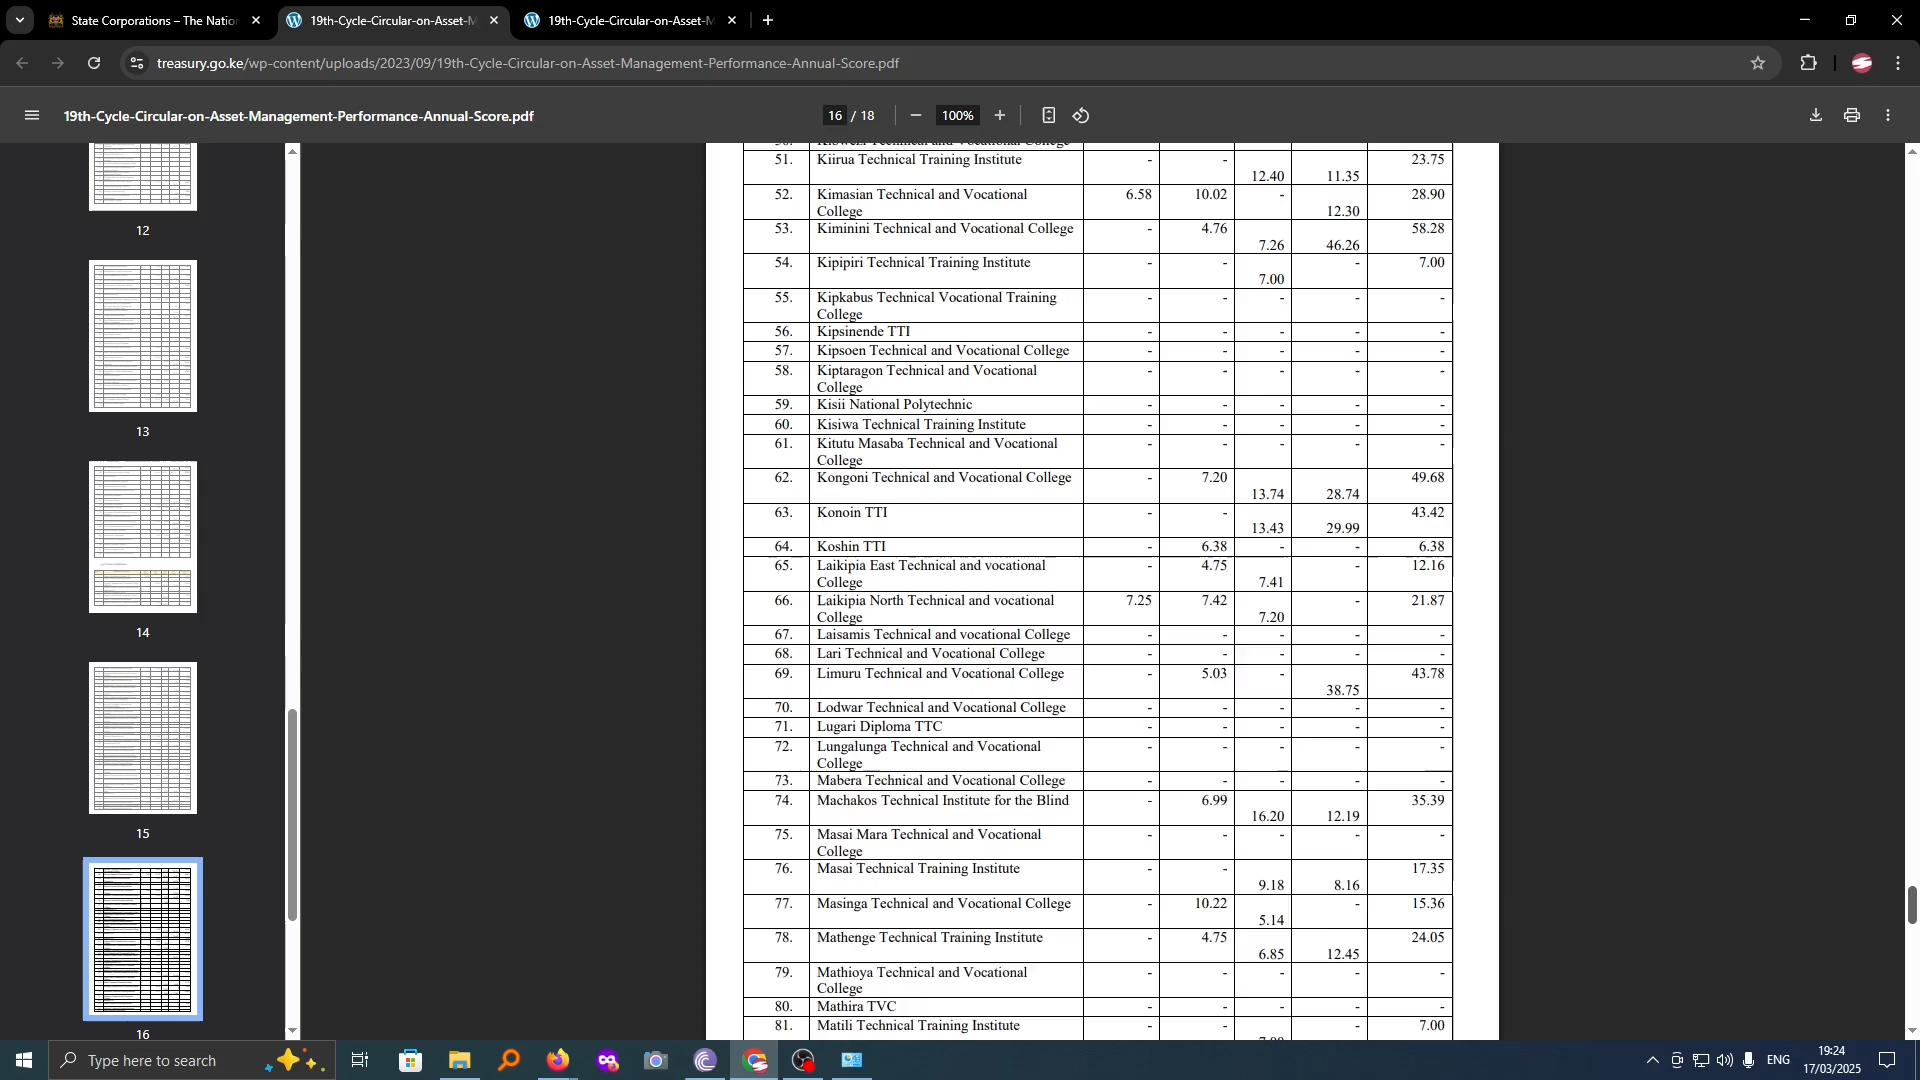 State Corporations – The Natio
19th-Cycle-Circular-on-Asset-M
19th-Cycle-Circular-on-Asset-M
treasury.go.ke/wp-content/uploads/2023/09/19th-Cycle-Circular-on-Asset-Management-Performance-Annual-Score.pdf
19th-Cycle-Circular-on-Asset-Management-Performance-Annual-Score.pdf
16 / 18
100%
12
13
14
15
16
51. Kiirua Technical Training Institute - - 12.40 11.35 23.75
52. Kimasian Technical and Vocational 6.58 10.02 - 12.30 28.90
College
53. Kiminini Technical and Vocational College - 4.76 7.26 46.26 58.28
54. Kipipiri Technical Training Institute - - 7.00 - 7.00
55. Kipkabus Technical Vocational Training - - - - -
College
56. Kipsinende TTI - - - - -
57. Kipsoen Technical and Vocational College - - - - -
58. Kiptaragon Technical and Vocational - - - - -
College
59. Kisii National Polytechnic - - - - -
60. Kisiwa Technical Training Institute - - - - -
61. Kitutu Masaba Technical and Vocational - - - - -
College
62. Kongoni Technical and Vocational College - 7.20 13.74 28.74 49.68
63. Konoin TTI - - 13.43 29.99 43.42
64. Koshin TTI - 6.38 - - 6.38
65. Laikipia East Technical and vocational - 4.75 7.41 - 12.16
College
66. Laikipia North Technical and vocational 7.25 7.42 7.20 - 21.87
College
67. Laisamis Technical and vocational College - - - - -
68. Lari Technical and Vocational College - - - - -
69. Limuru Technical and Vocational College - 5.03 - 38.75 43.78
70. Lodwar Technical and Vocational College - - - - -
71. Lugari Diploma TTC - - - - -
72. Lungalunga Technical and Vocational - - - - -
College
73. Mabera Technical and Vocational College - - - - -
74. Machakos Technical Institute for the Blind - 6.99 16.20 12.19 35.39
75. Masai Mara Technical and Vocational - - - - -
College
76. Masai Technical Training Institute - - 9.18 8.16 17.35
77. Masinga Technical and Vocational College - 10.22 5.14 - 15.36
78. Mathenge Technical Training Institute - 4.75 6.85 12.45 24.05
79. Mathioya Technical and Vocational - - - - -
College
80. Mathira TVC - - - - -
81. Matili Technical Training Institute - - - 7.00
Type here to search
ENG
19:24
17/03/2025